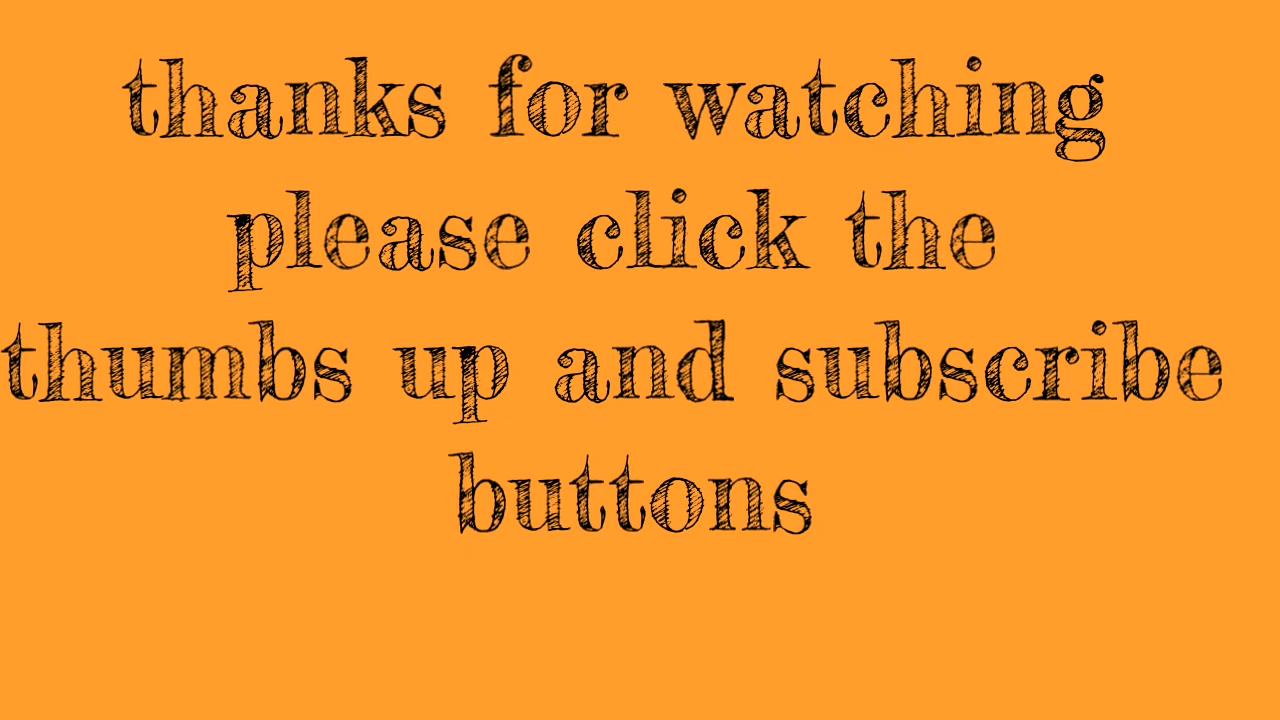 thanks for watching
please click the
thumbs up and subscribe
buttons